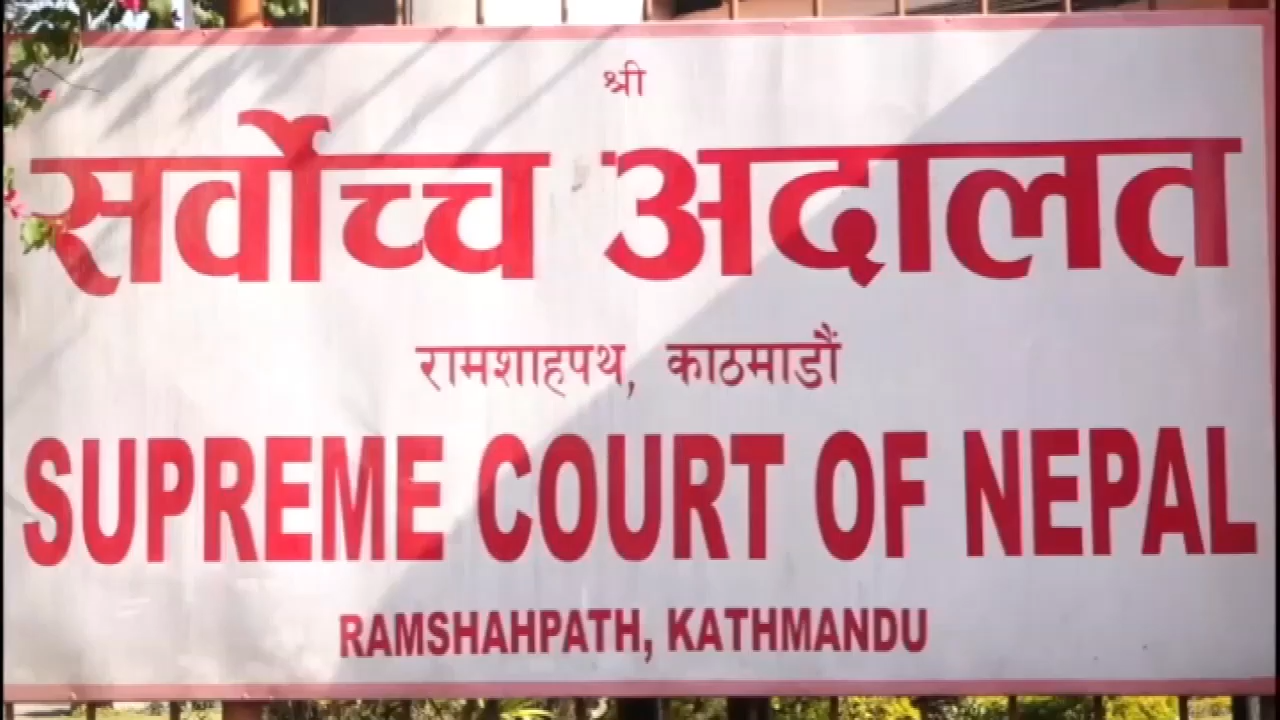 श्री
सर्वोच्च अदालत
रामशाहपथ, काठमाडौं
SUPREME COURT OF NEPAL
RAMSHAHPATH, KATHMANDU